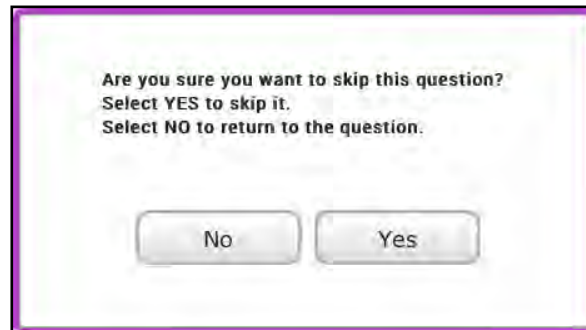 Are you sure you want to skip this question?
Select YES to skip it.
Select NO to return to the question.
No Yes